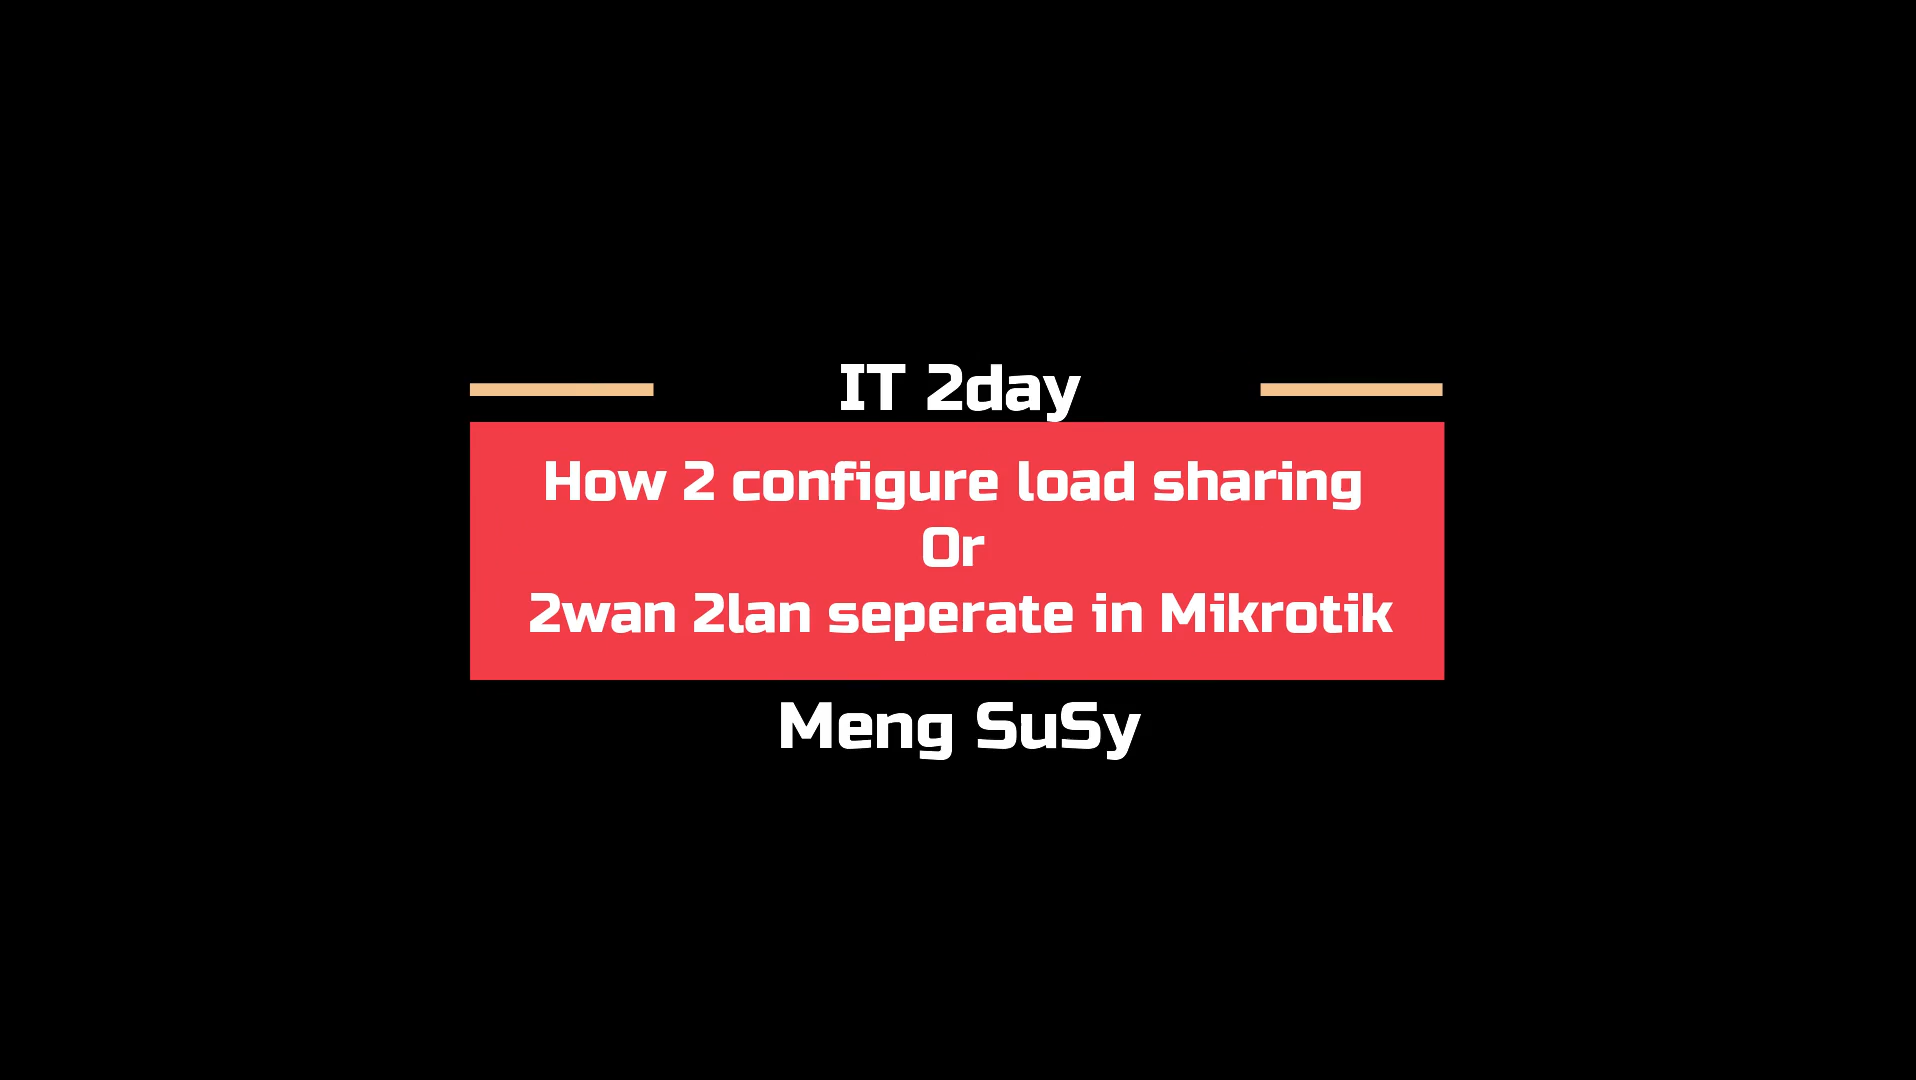 IT 2day
How 2 configure load sharing
Or
2wan 2lan seperate in Mikrotik
Meng SuSy